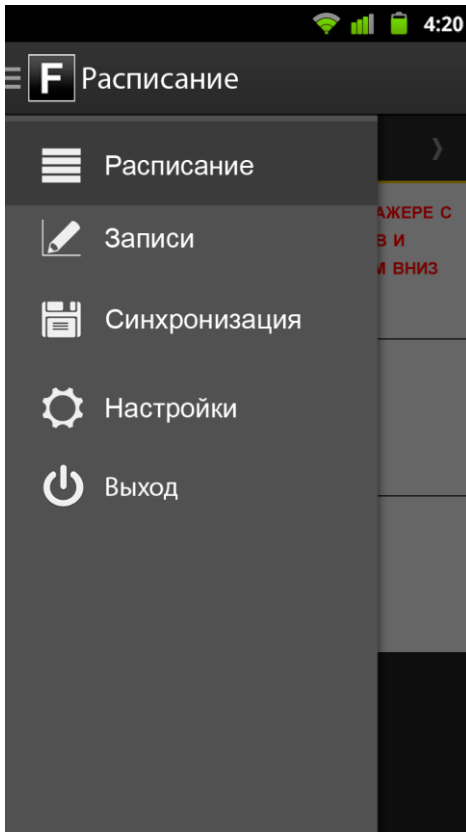 4:20
F Расписание
Расписание
АЖЕРЕ С
Записи
В И
М ВНИЗ
Синхронизация
Настройки
Выход